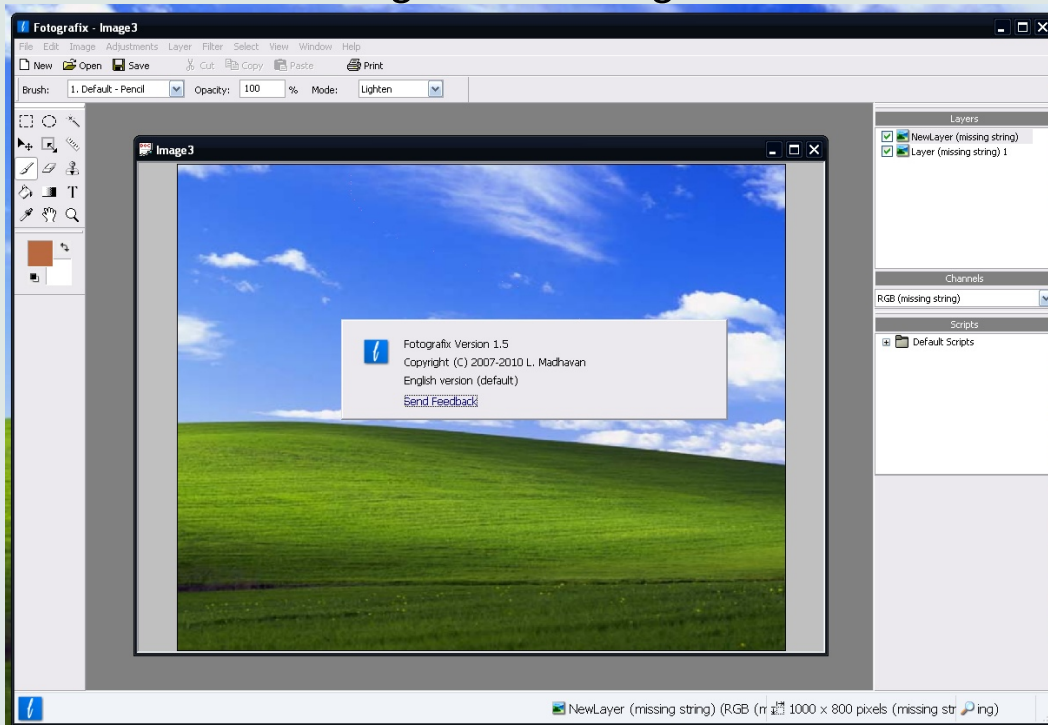 Fotografix - Image3
File Edit Image Adjustments Layer Filter Select View Window Help
New Open Save Cut Copy Paste Print
Brush: 1. Default - Pencil Opacity: 100 % Mode: Lighten
Layers
NewLayer (missing string)
Layer (missing string) 1
Image3
Channels
RGB (missing string)
Scripts
Default Scripts
Fotografix Version 1.5
Copyright (C) 2007-2010 L. Madhavan
English version (default)
Send Feedback
NewLayer (missing string) (RGB (m 1000 x 800 pixels (missing str ing)